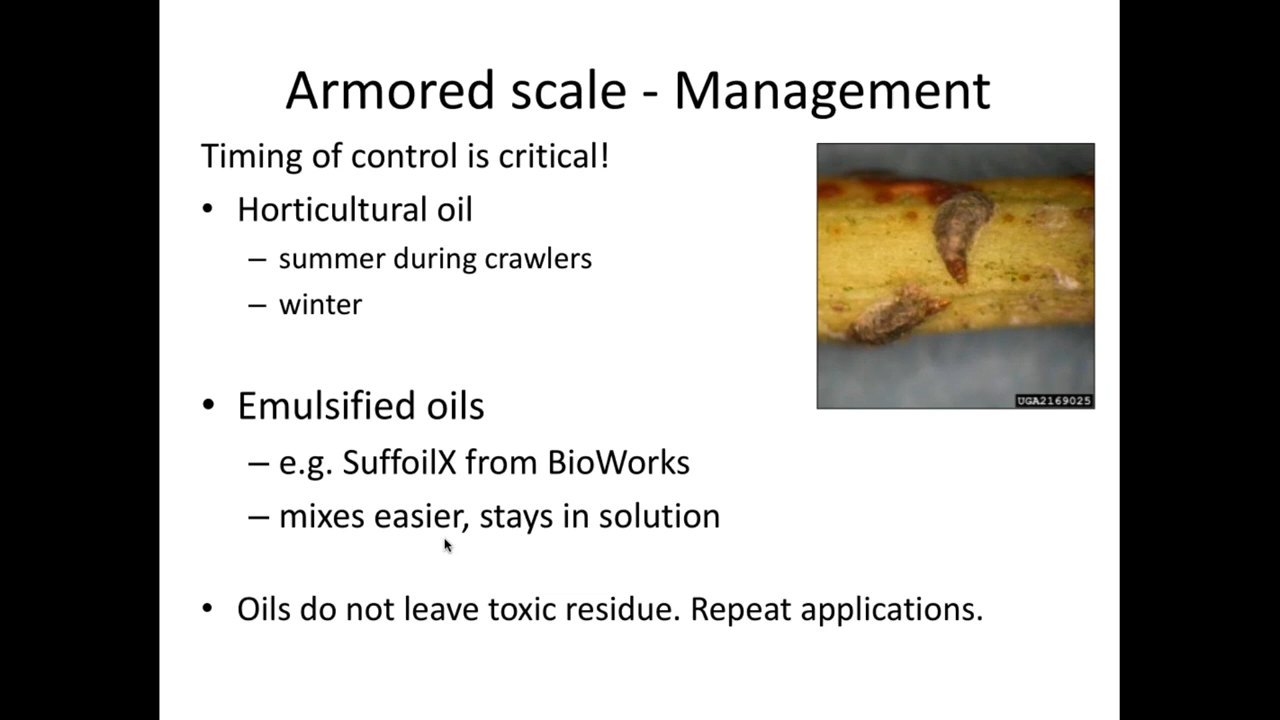 Armored scale - Management
Timing of control is critical!
• Horticultural oil
– summer during crawlers
– winter
• Emulsified oils
– e.g. SuffoilX from BioWorks
– mixes easier, stays in solution
• Oils do not leave toxic residue. Repeat applications.
UGA2169025